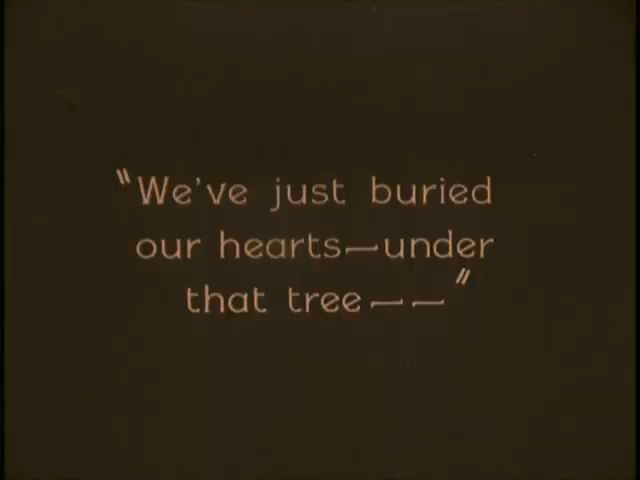 "We've just buried
our hearts—under
that tree— —"